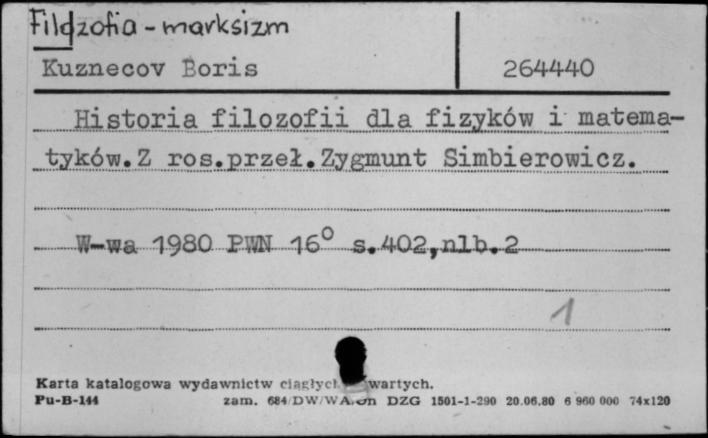 Filozofia - marksizm
Kuznecov Boris 264440
Historia filozofii dla fizyków i matema-
tyków.Z ros.przeł.Zygmunt Simbierowicz.
W-wa 1980 PWN 16° s.402,nlb.2
1
Karta katalogowa wydawnictw ciągłych wartych.
Pu-B-144 zam. 684/DW/WA. DZG 1501-1-290 20.06.80 6 960 000 74x120